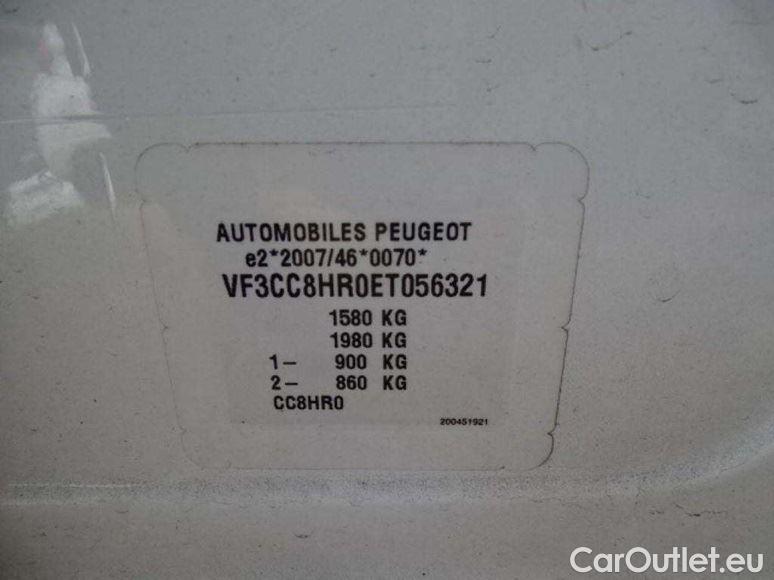 AUTOMOBILES PEUGEOT
e2*2007/46*0070*
VF3CC8HR0ET056321
1580 KG
1980 KG
1- 900 KG
2- 860 KG
CC8HR0
200451921
CarOutlet.eu